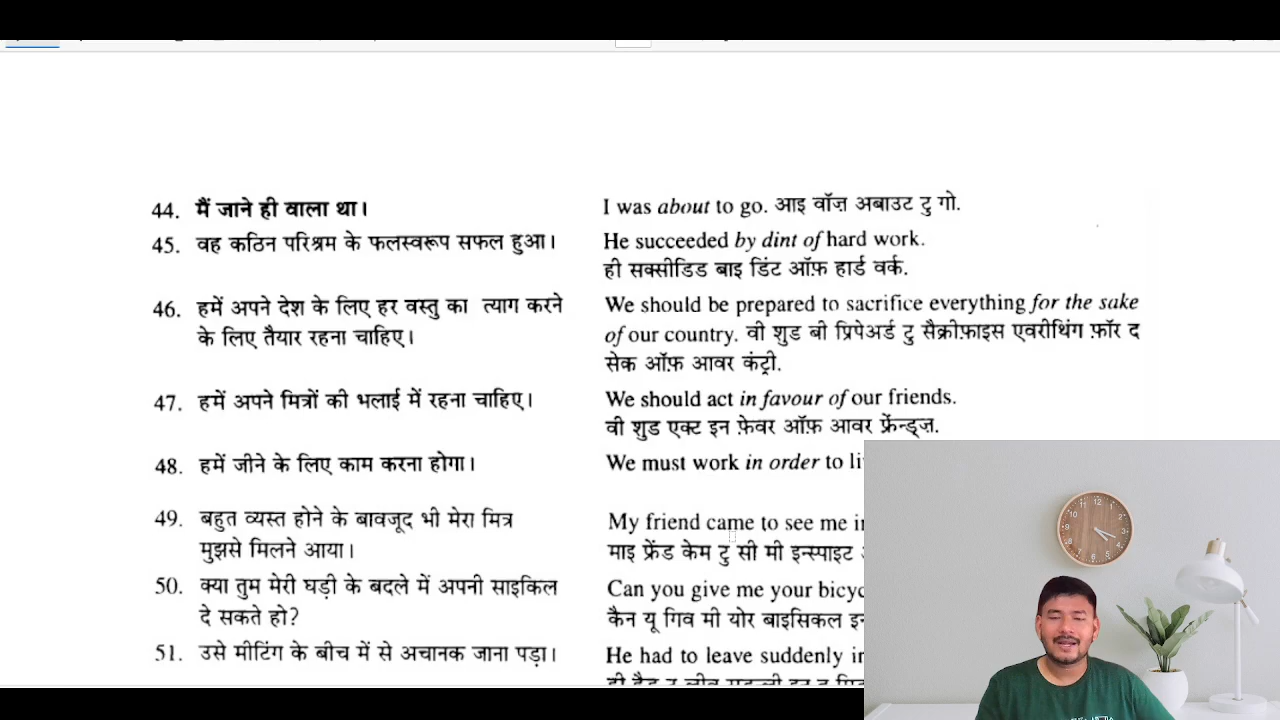 44. मैं जाने ही वाला था।
I was about to go. आइ वॉज़ अबाउट टु गो.
45. वह कठिन परिश्रम के फलस्वरूप सफल हुआ।
He succeeded by dint of hard work.
ही सक्सीडिड बाइ डिंट ऑफ़ हार्ड वर्क.
46. हमें अपने देश के लिए हर वस्तु का त्याग करने
के लिए तैयार रहना चाहिए।
We should be prepared to sacrifice everything for the sake
of our country. वी शुड बी प्रिपेअर्ड टु सैक्रीफ़ाइस एवरीथिंग फ़ॉर द
सेक ऑफ़ आवर कंट्री.
47. हमें अपने मित्रों की भलाई में रहना चाहिए।
We should act in favour of our friends.
वी शुड एक्ट इन फ़ेवर ऑफ़ आवर फ्रेंन्ड्ज़.
48. हमें जीने के लिए काम करना होगा।
We must work in order to
49. बहुत व्यस्त होने के बावजूद भी मेरा मित्र
मुझसे मिलने आया।
My friend came to see me
माइ फ्रेंड केम टु सी मी इन्स्पाइट
50. क्या तुम मेरी घड़ी के बदले में अपनी साइकिल
दे सकते हो?
Can you give me your
कैन यू गिव मी योर बाइसिकल
51. उसे मीटिंग के बीच में से अचानक जाना पड़ा।
He had to leave suddenly